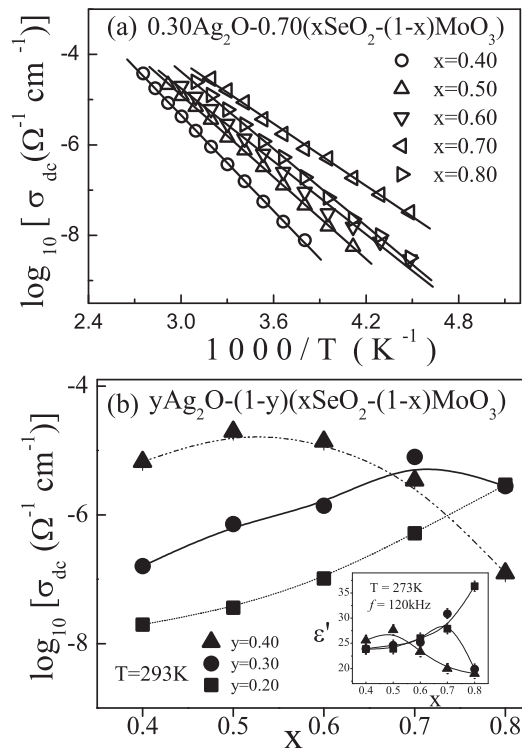 (a) 0.30Ag₂O-0.70(xSeO₂-(1-x)MoO₃)
x=0.40
x=0.50
x=0.60
x=0.70
x=0.80
-4
-6
-8
log₁₀ [ σ_dc (Ω⁻¹ cm⁻¹)
2.4 3.0 3.6 4.2 4.8
1000/T (K⁻¹)
(b) yAg₂O-(1-y)(xSeO₂-(1-x)MoO₃)
-4
-6
-8
log₁₀ [ σ_dc (Ω⁻¹ cm⁻¹)
T=293K
y=0.40
y=0.30
y=0.20
T = 273K
f = 120kHz
35
30
25
20
ε'
0.4 0.5 0.6 0.7 0.8
X
0.4 0.5 0.6 0.7 0.8
X